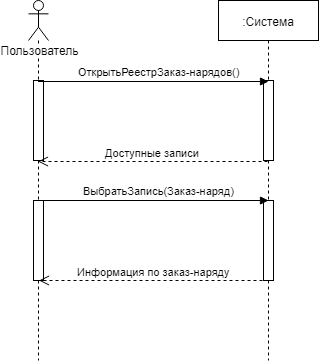 :Система
Пользователь
ОткрытьРеестрЗаказ-нарядов()
Доступные записи
ВыбратьЗапись(Заказ-наряд)
Информация по заказ-наряду